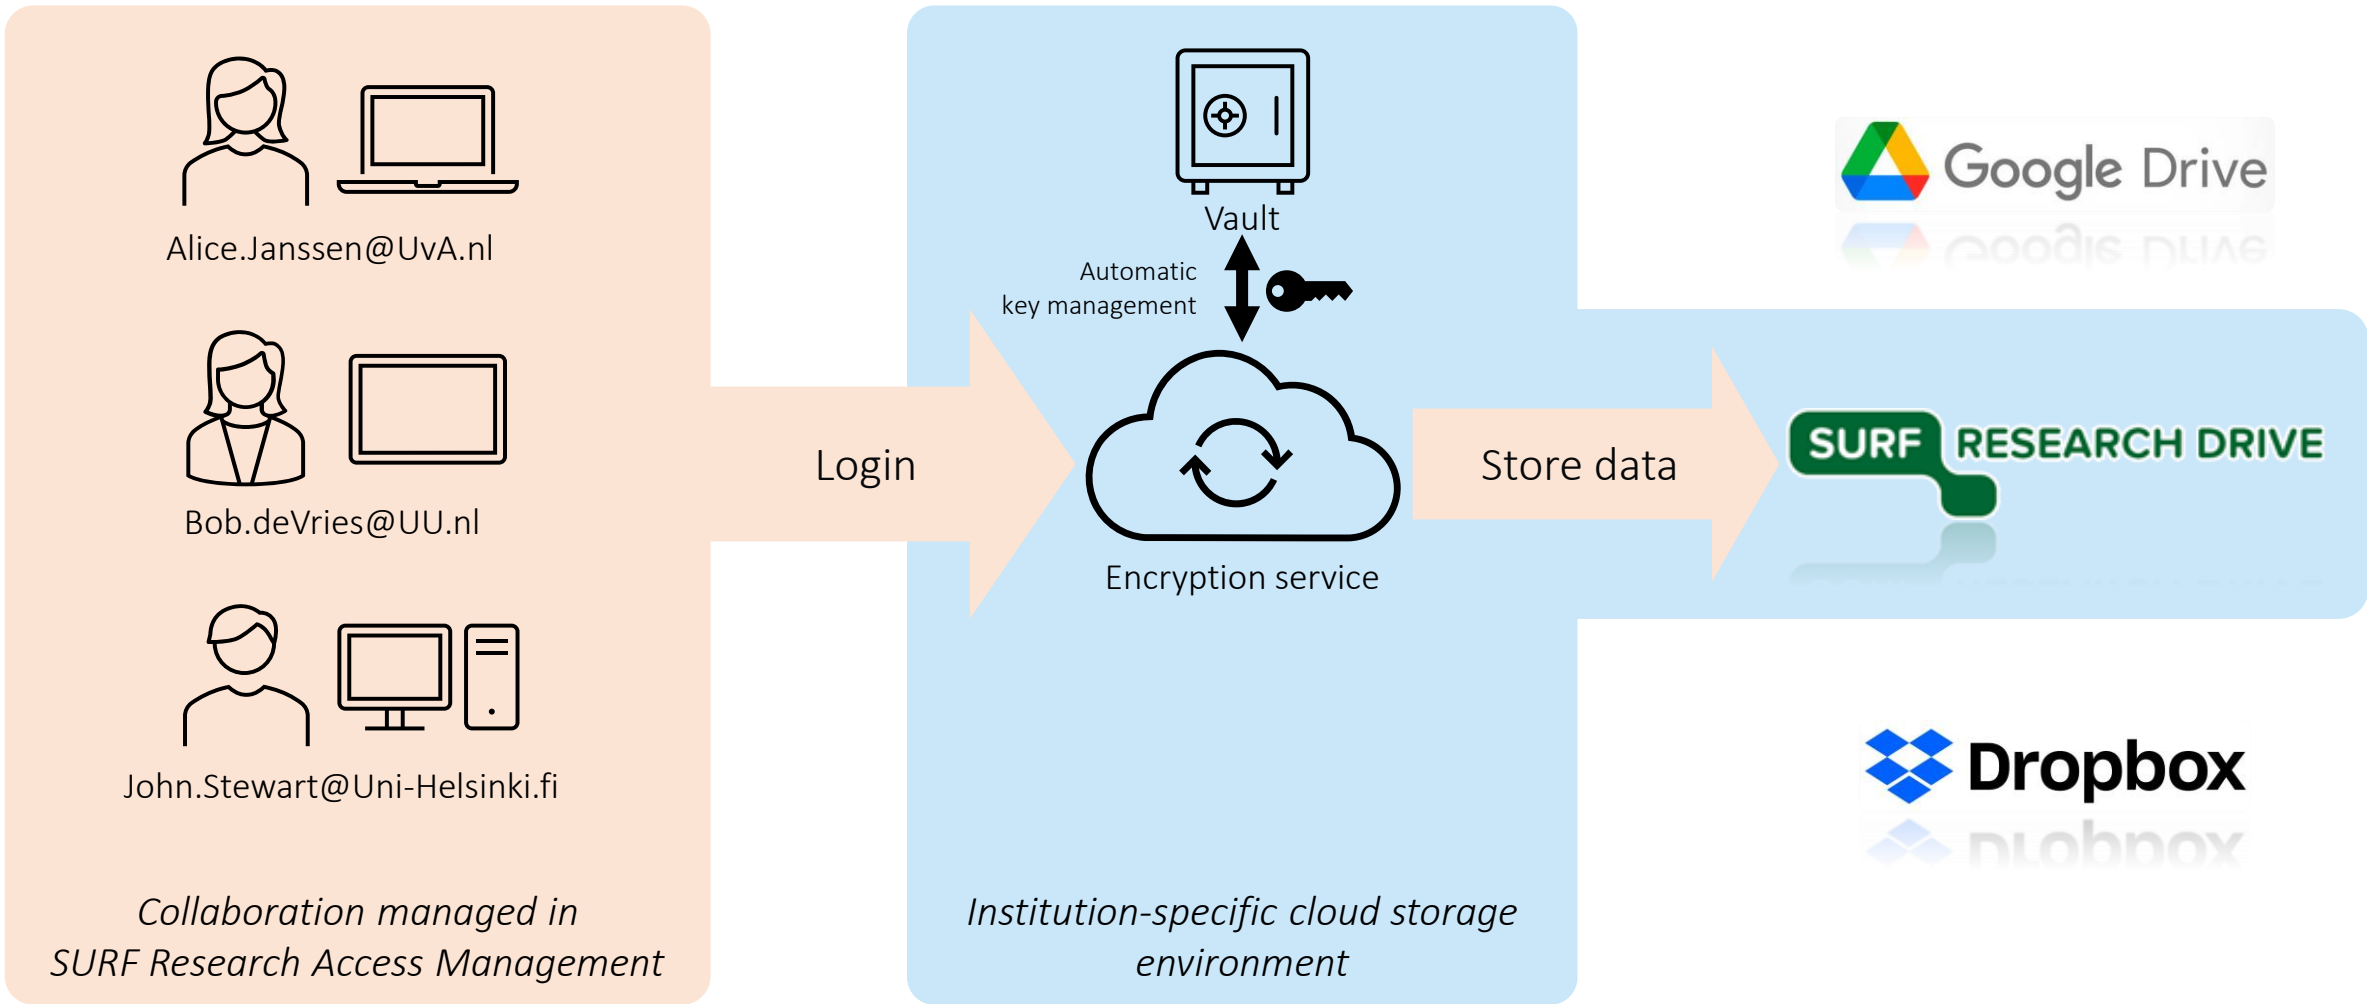 Alice.Janssen@UvA.nl
Bob.deVries@UU.nl
John.Stewart@Uni-Helsinki.fi
Collaboration managed in
SURF Research Access Management
Login
Vault
Automatic
key management
Encryption service
Institution-specific cloud storage
environment
Store data
Google Drive
SURF RESEARCH DRIVE
Dropbox